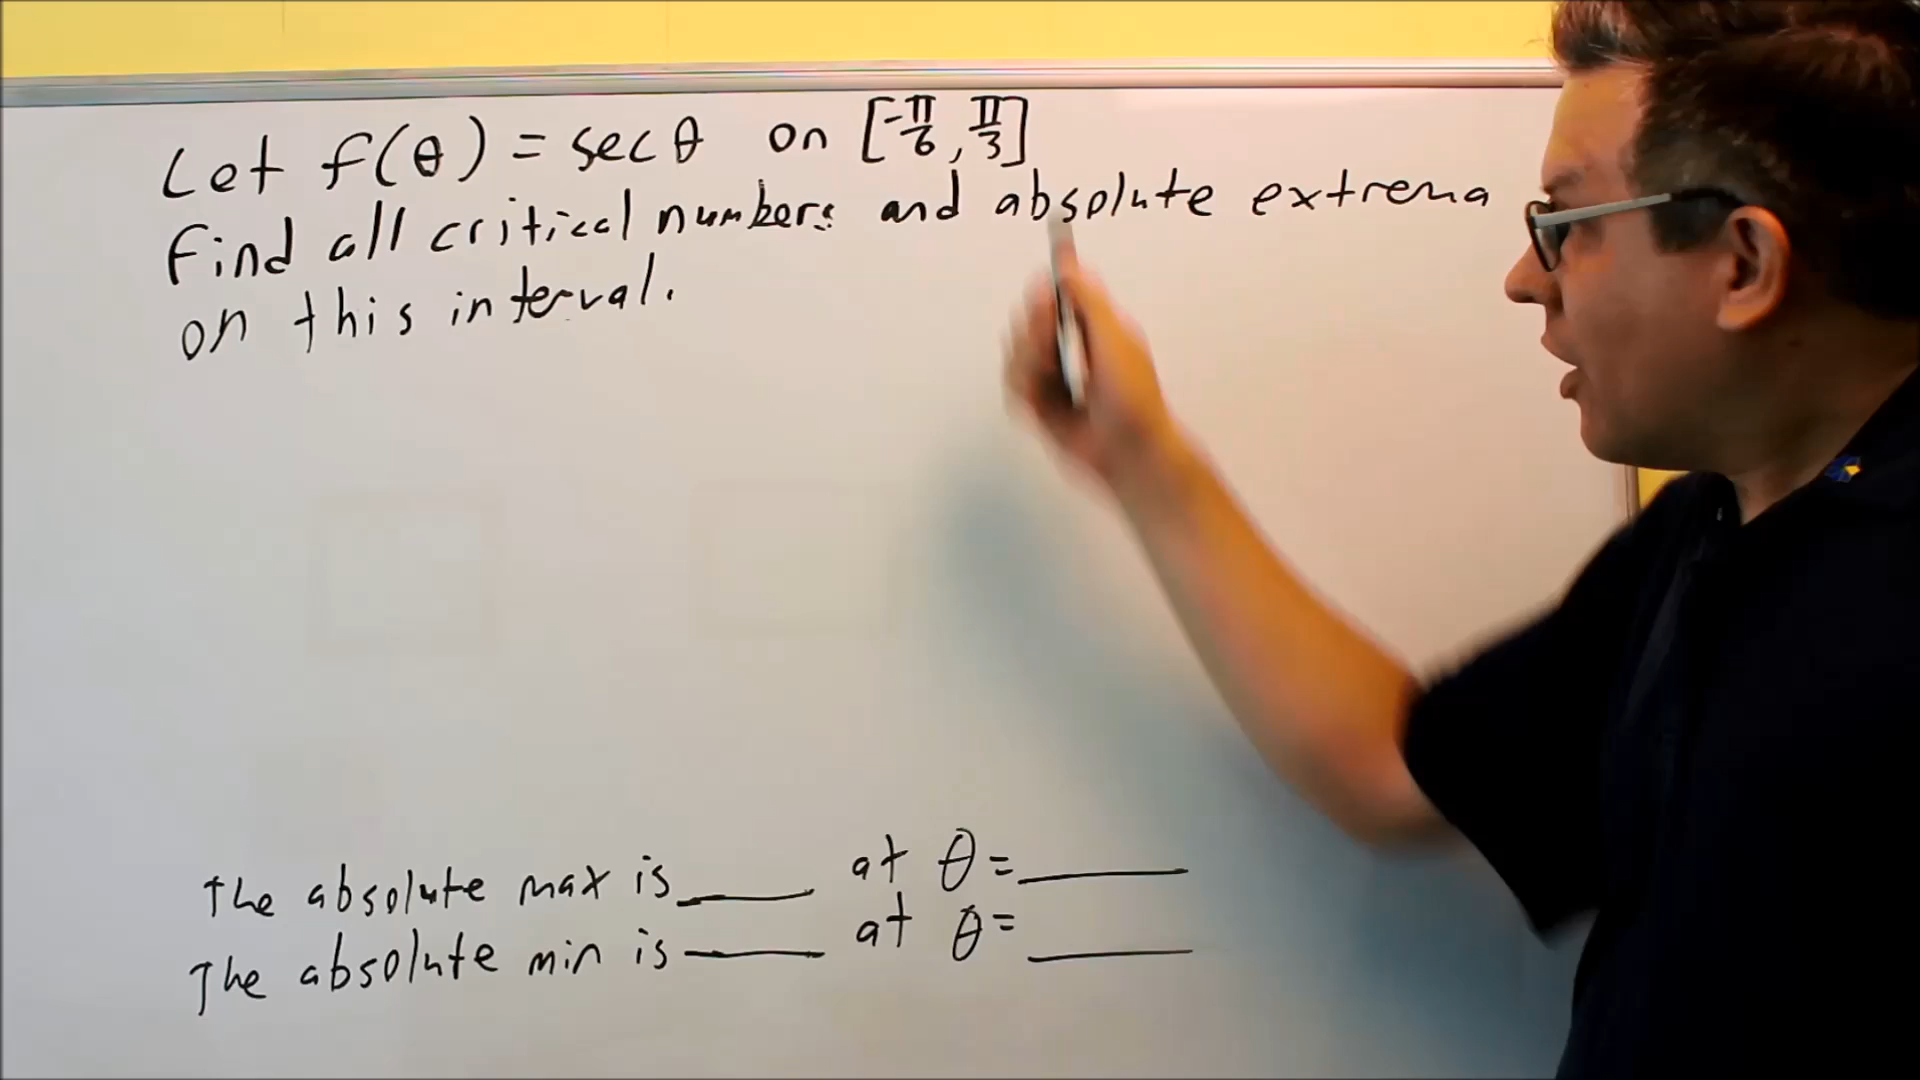 Let f(θ) = sec θ on [-π/6, π/3]
Find all critical numbers and absolute extrema
on this interval.
The absolute max is ____ at θ= ____
The absolute min is ____ at θ= ____